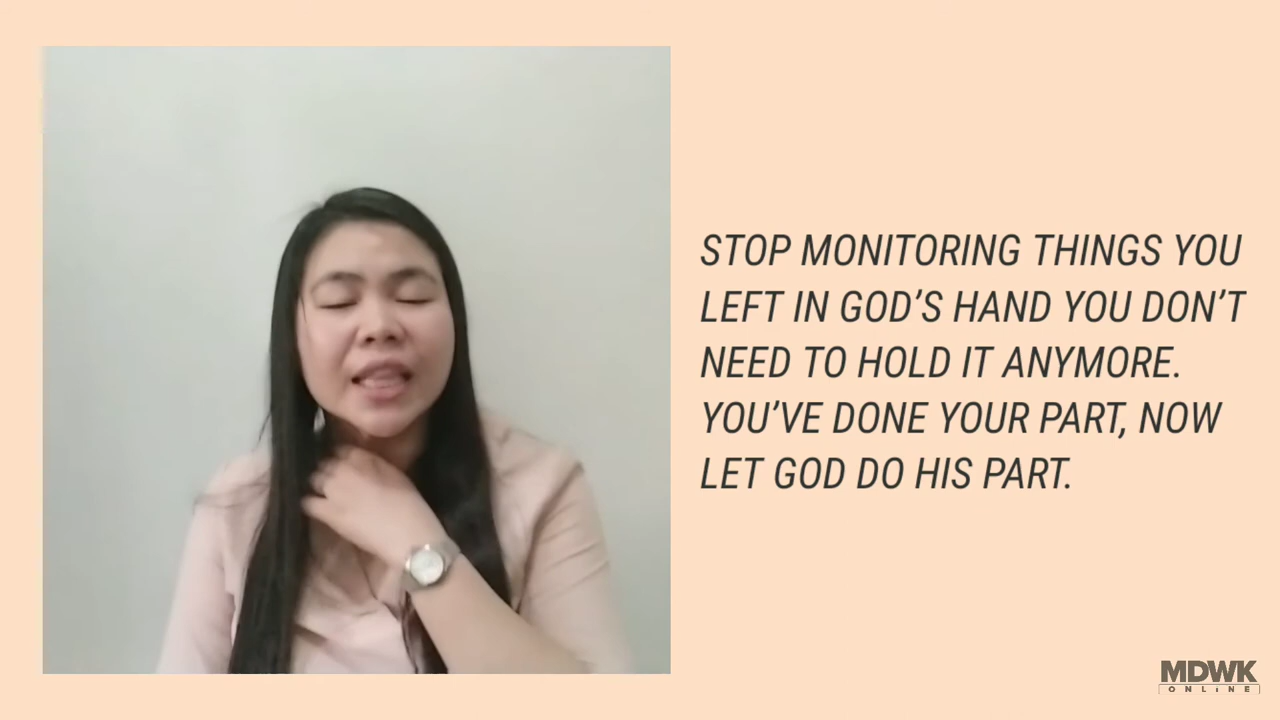 STOP MONITORING THINGS YOU
LEFT IN GOD’S HAND YOU DON’T
NEED TO HOLD IT ANYMORE.
YOU’VE DONE YOUR PART, NOW
LET GOD DO HIS PART.
MDWK
ONLiNE